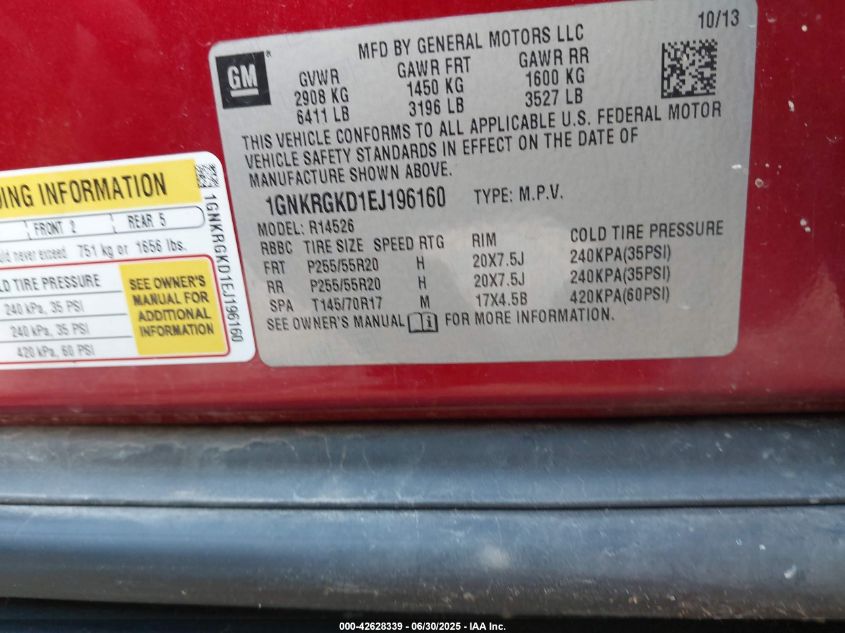 10/13
GM
MFD BY GENERAL MOTORS LLC
GVWR GAWR FRT GAWR RR
2908 KG 1450 KG 1600 KG
6411 LB 3196 LB 3527 LB
THIS VEHICLE CONFORMS TO ALL APPLICABLE U.S. FEDERAL MOTOR
VEHICLE SAFETY STANDARDS IN EFFECT ON THE DATE OF
MANUFACTURE SHOWN ABOVE.
1GNKRGKD1EJ196160 TYPE: M.P.V.
MODEL: R14526
RBBC TIRE SIZE SPEED RTG RIM COLD TIRE PRESSURE
FRT P255/55R20 H 20X7.5J 240KPA(35PSI)
RR P255/55R20 H 20X7.5J 240KPA(35PSI)
SPA T145/70R17 M 17X4.5B 420KPA(60PSI)
SEE OWNER'S MANUAL i FOR MORE INFORMATION.
INFORMATION
FRONT 2 REAR 5
never exceed 751 kg or 1656 lbs.
TIRE PRESSURE
240 kPa, 35 PSI
240 kPa, 35 PSI
420 kPa, 60 PSI
SEE OWNER'S
MANUAL FOR
ADDITIONAL
INFORMATION
1GNKRGKD1EJ196160
000-42628339 - 06/30/2025 - IAA Inc.